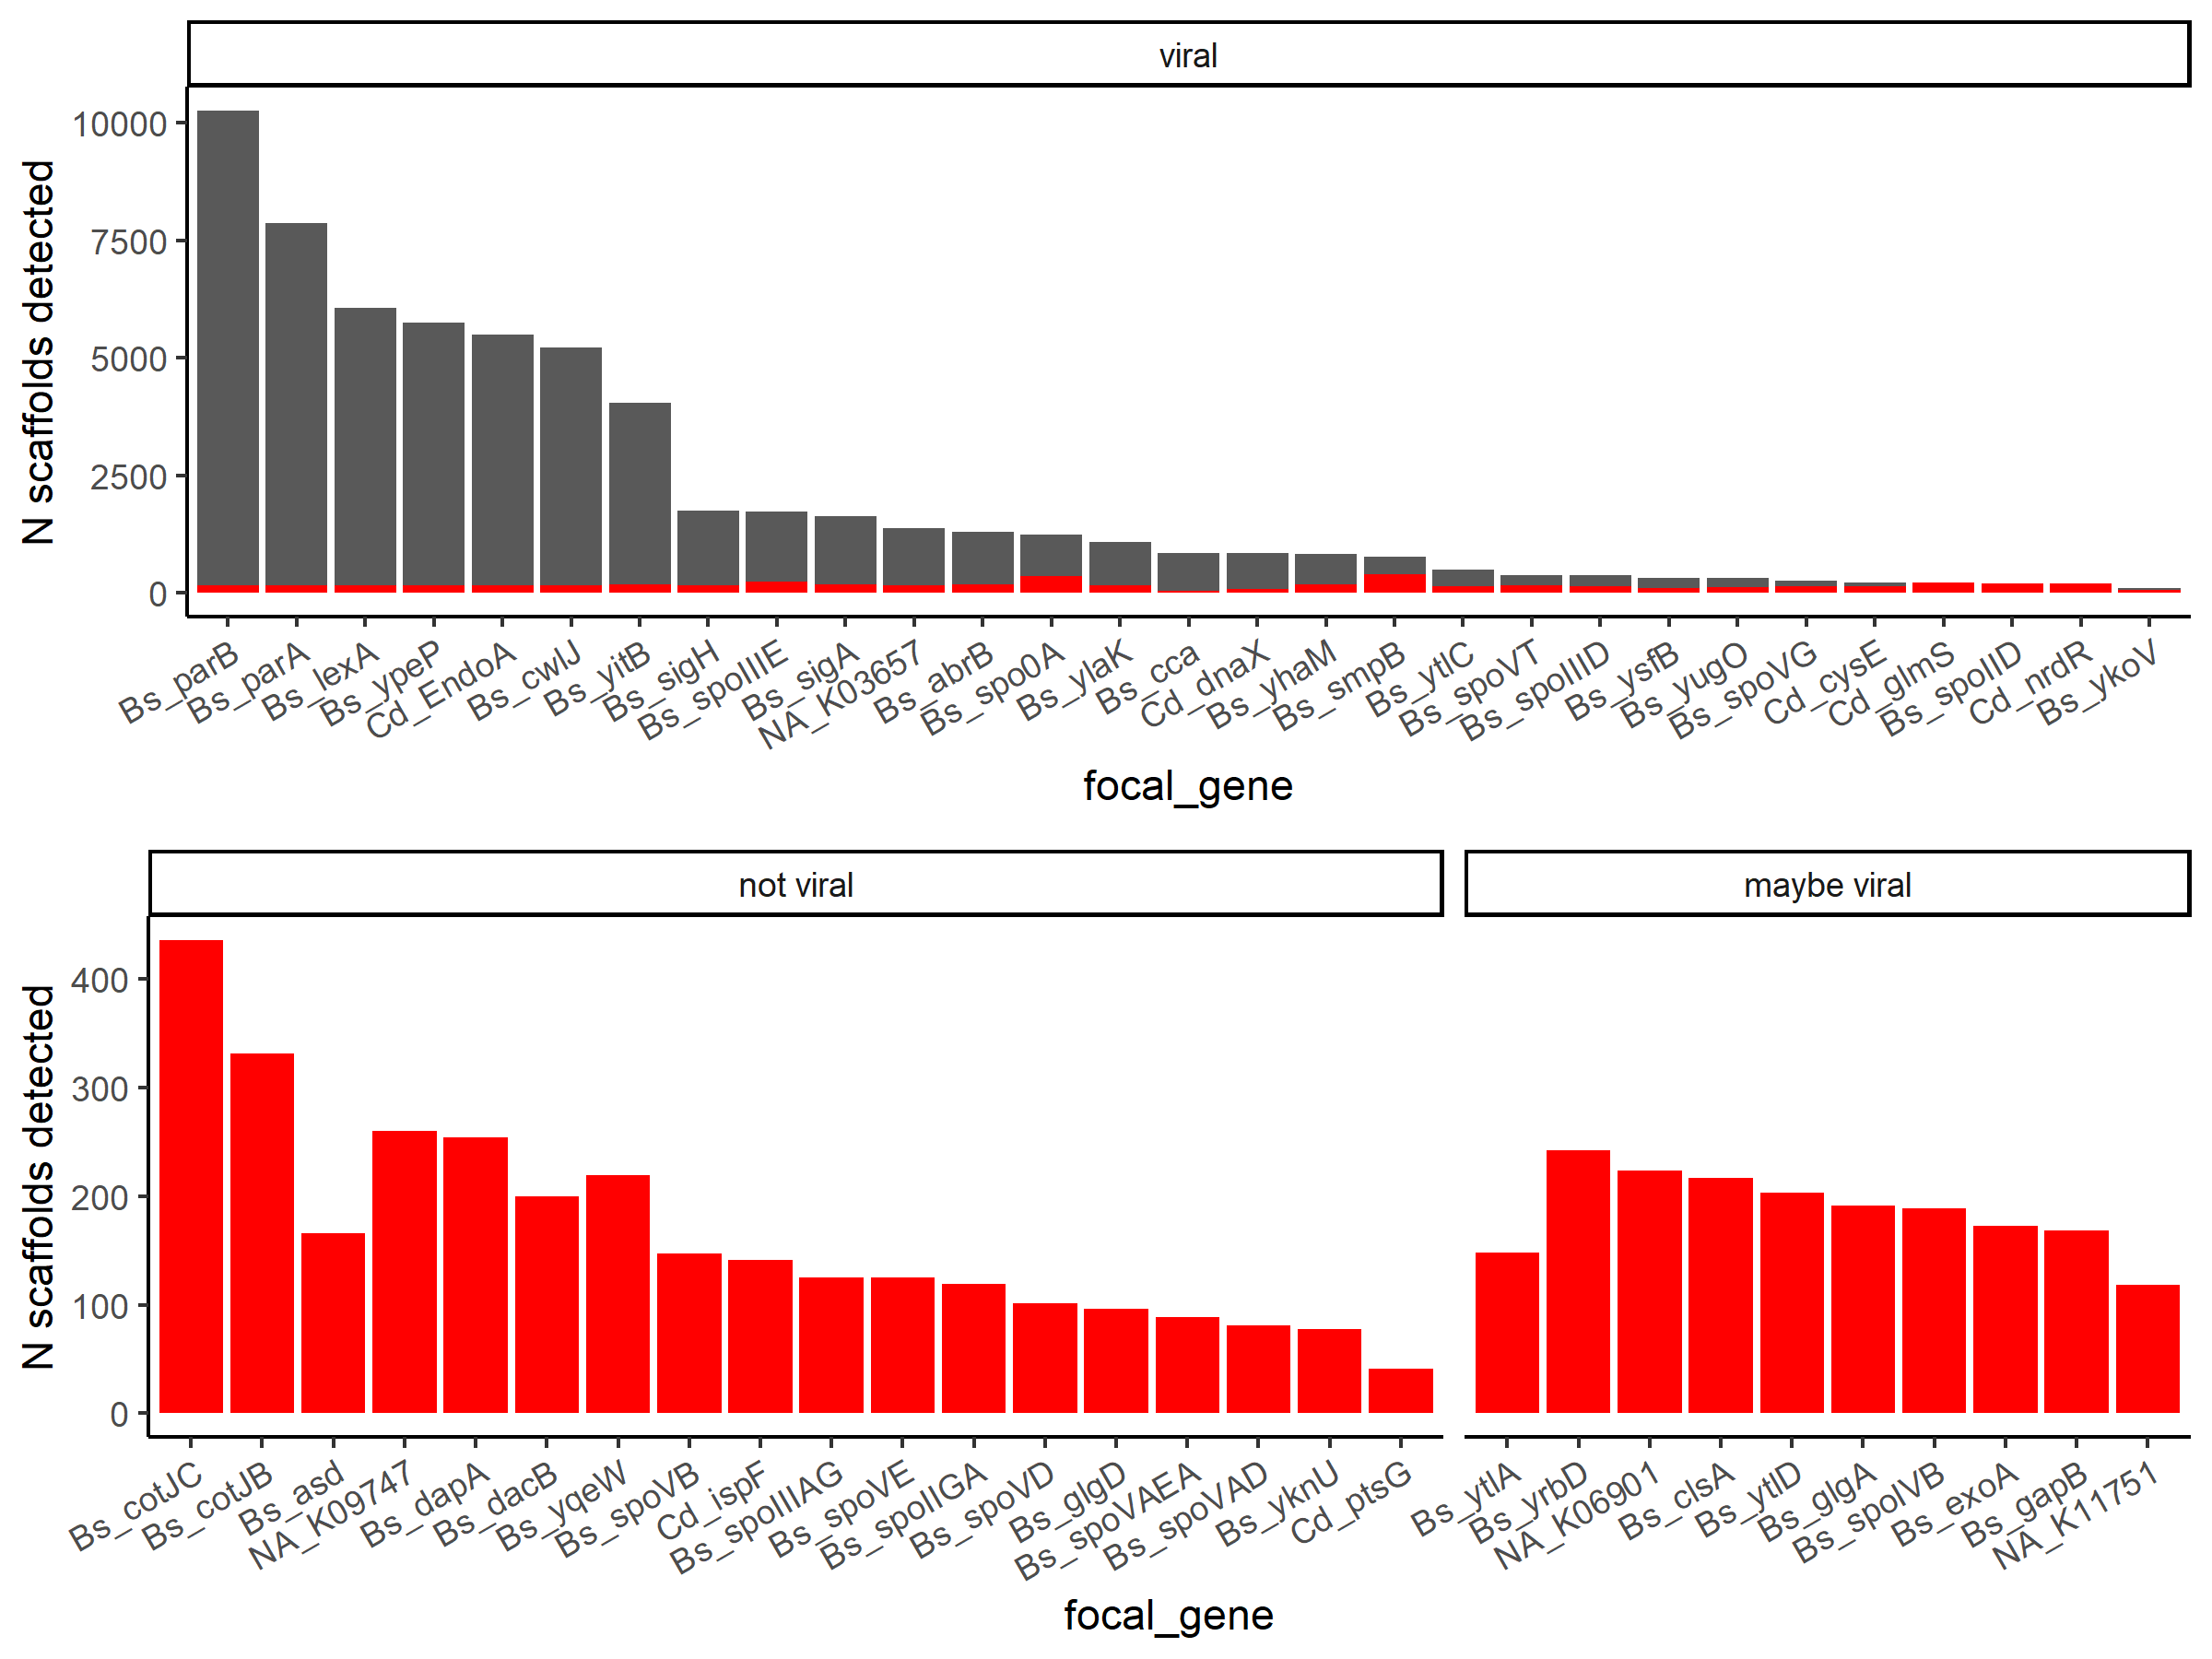 viral
N scaffolds detected
10000
7500
5000
2500
0
Bs_parB
Bs_parA
Bs_lexA
Bs_ypeP
Cd_EndoA
Bs_cwlJ
Bs_yitB
Bs_sigH
Bs_spoIIIE
Bs_sigA
NA_K03657
Bs_abrB
Bs_spo0A
Bs_ylaK
Bs_cca
Cd_dnaX
Bs_yhaM
Bs_smpB
Bs_ytlC
Bs_spoVT
Bs_spoIIID
Bs_ysfB
Bs_yugO
Bs_spoVG
Cd_cysE
Cd_glmS
Bs_spoIID
Cd_nrdR
Bs_ykoV
focal_gene
not viral
maybe viral
N scaffolds detected
400
300
200
100
0
Bs_cotJC
Bs_cotJB
Bs_asd
NA_K09747
Bs_dapA
Bs_dacB
Bs_yqeW
Bs_spoVB
Cd_ispF
Bs_spoIIIAG
Bs_spoVE
Bs_spoIIGA
Bs_spoVD
Bs_glgD
Bs_spoVAEA
Bs_spoVAD
Bs_yknU
Cd_ptsG
Bs_ytlA
Bs_yrbD
NA_K06901
Bs_clsA
Bs_ytlD
Bs_glgA
Bs_spoIVB
Bs_exoA
Bs_gapB
NA_K11751
focal_gene